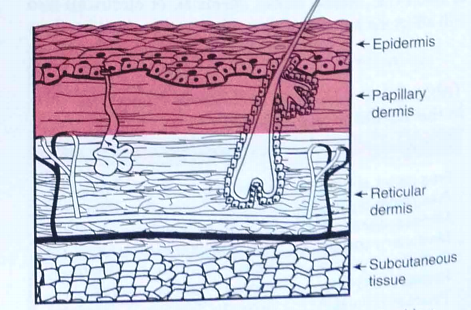 Epidermis
Papillary
dermis
Reticular
dermis
Subcutaneous
tissue